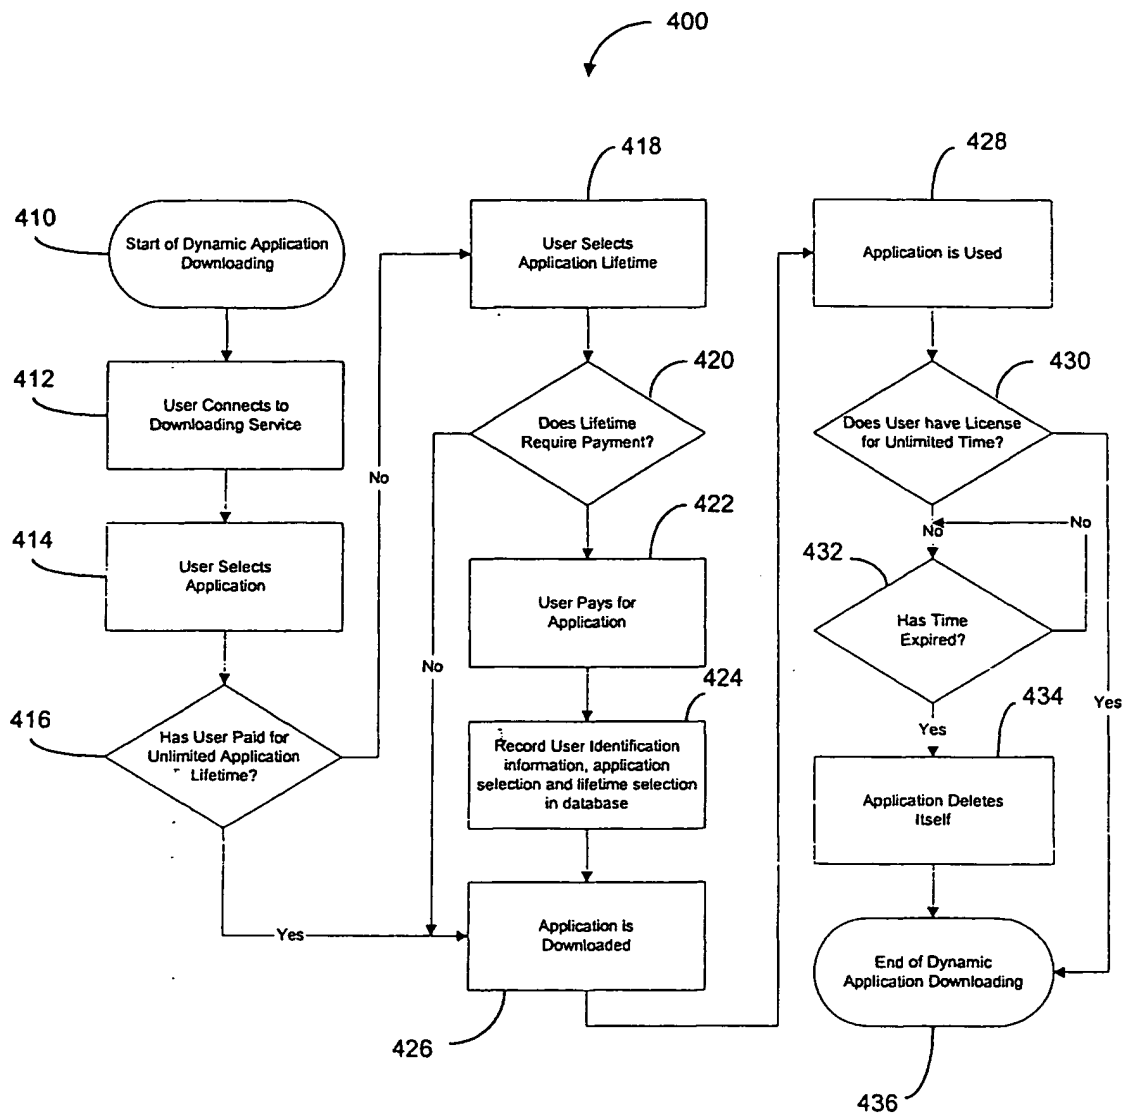 400
410
Start of Dynamic Application
Downloading
412
User Connects to
Downloading Service
414
User Selects
Application
416
Has User Paid for
Unlimited Application
Lifetime?
No
Yes
418
User Selects
Application Lifetime
420
Does Lifetime
Require Payment?
No
422
User Pays for
Application
424
Record User Identification
information, application
selection and lifetime selection
in database
Application is
Downloaded
426
428
Application is Used
430
Does User have License
for Unlimited Time?
No
No
432
Has Time
Expired?
Yes
Yes
434
Application Deletes
Itself
End of Dynamic
Application Downloading
436